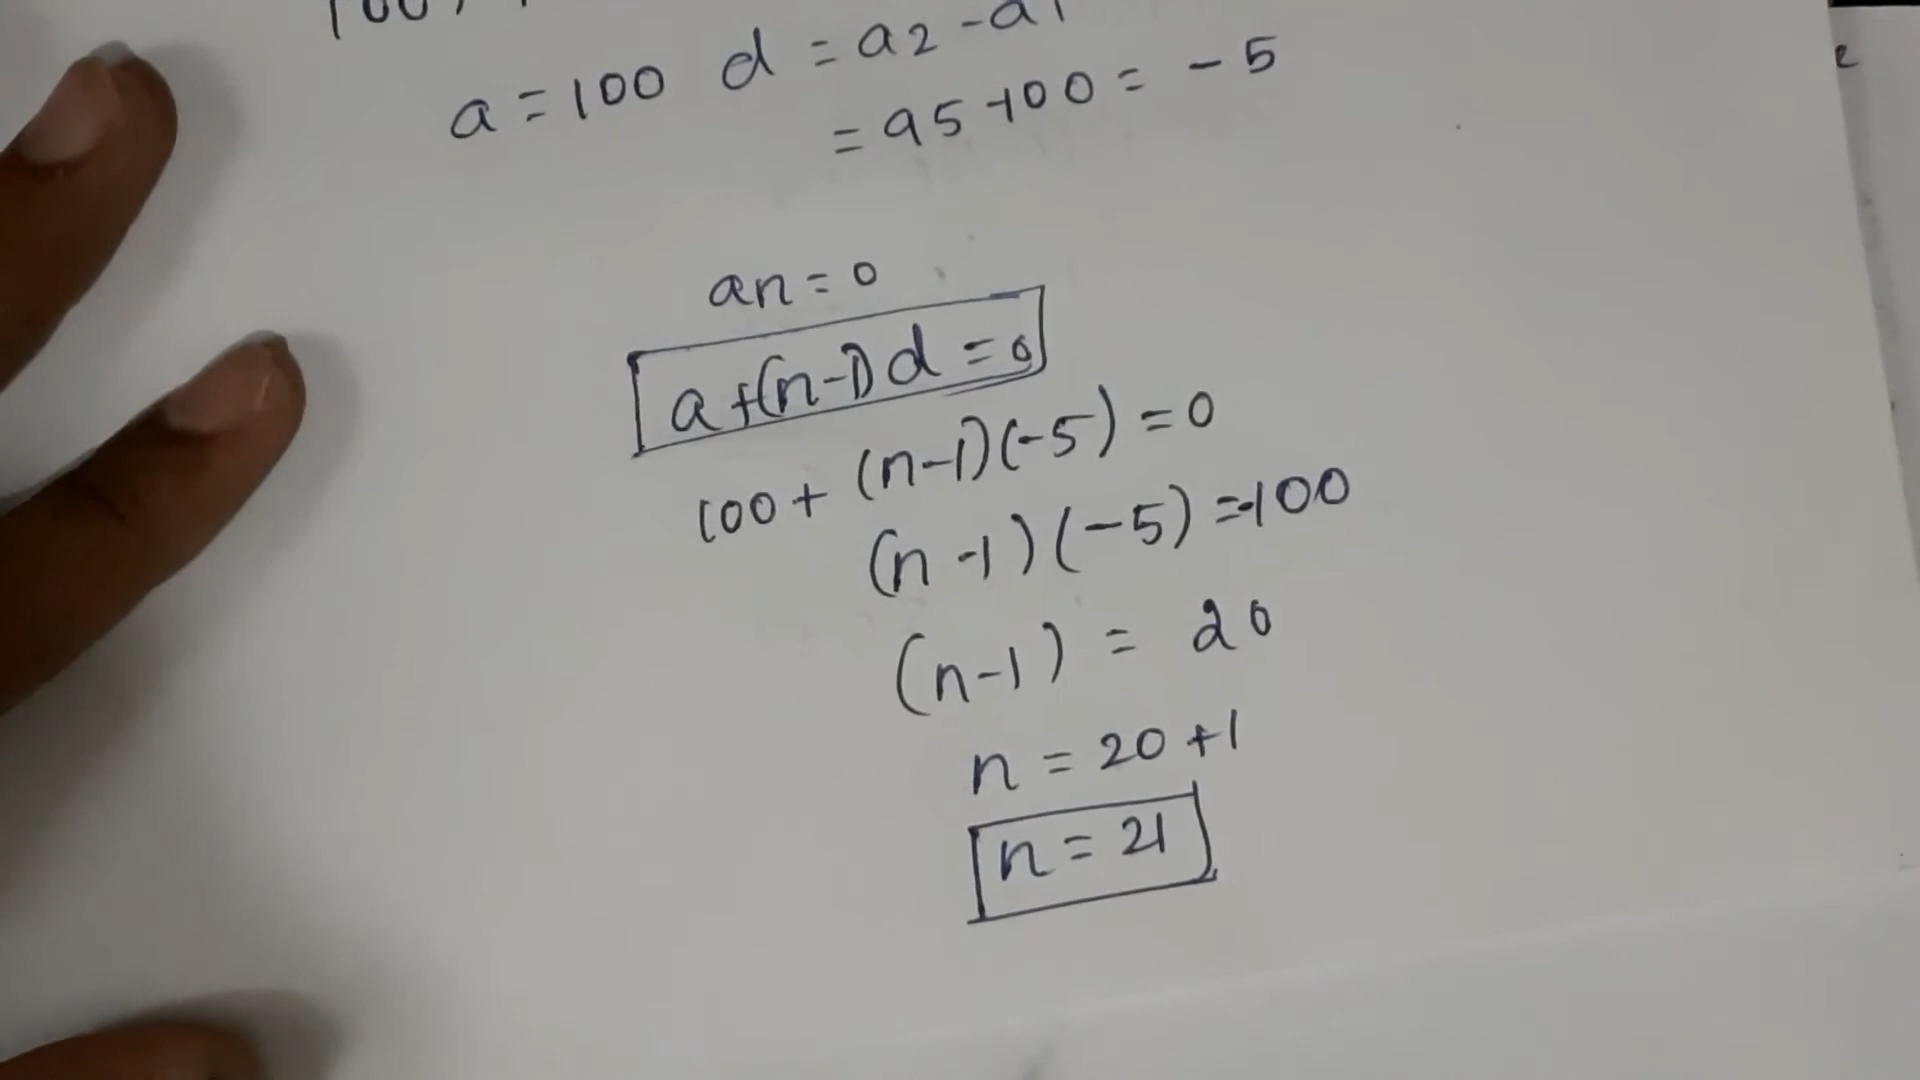 100,
a = 100 d = a2 - a1
= 95 - 100 = - 5
an = 0
a + (n-1) d = 0
100 + (n-1)(-5) = 0
(n-1)(-5) = -100
(n-1) = 20
n = 20 + 1
n = 21